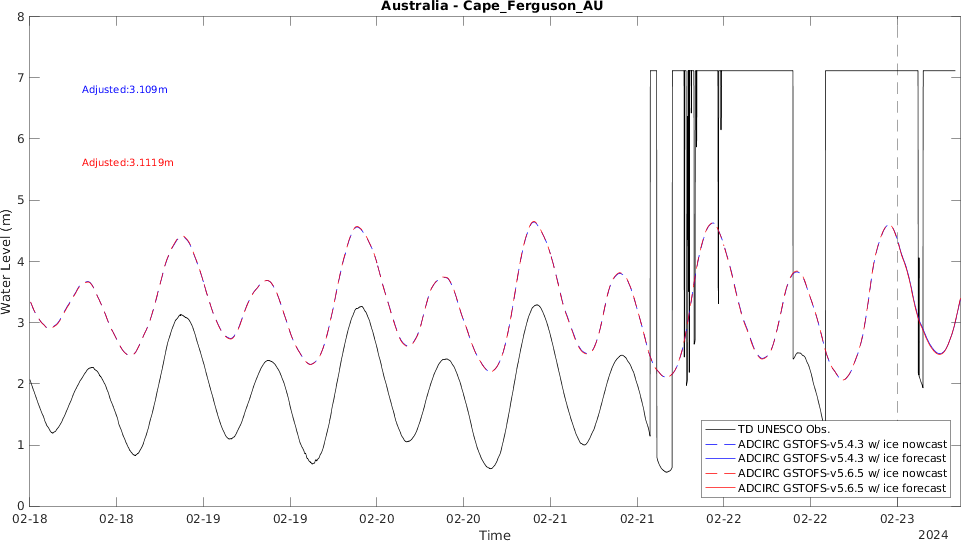 Australia - Cape_Ferguson_AU
8
7
6
5
4
3
2
1
0
Water Level (m)
Adjusted:3.109m
Adjusted:3.1119m
TD UNESCO Obs.
ADCIRC GSTOFS-v5.4.3 w/ ice nowcast
ADCIRC GSTOFS-v5.4.3 w/ ice forecast
ADCIRC GSTOFS-v5.6.5 w/ ice nowcast
ADCIRC GSTOFS-v5.6.5 w/ ice forecast
02-18 02-18 02-19 02-19 02-20 02-20 02-21 02-21 02-22 02-22 02-23
Time
2024